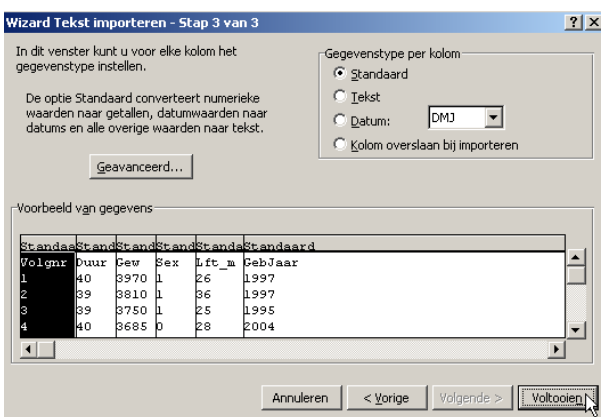 Wizard Tekst importeren - Stap 3 van 3
In dit venster kunt u voor elke kolom het
gegevenstype instellen.
De optie Standaard converteert numerieke
waarden naar getallen, datumwaarden naar
datums en alle overige waarden naar tekst.
Geavanceerd...
Gegevenstype per kolom
Standaard
Tekst
Datum: DMJ
Kolom overslaan bij importeren
Voorbeeld van gegevens
StandaaStandStandStandStandaStandaard
Volgnr Duur Gew Sex Lft_m GebJaar
1 40 3970 1 26 1997
2 39 3810 1 36 1997
3 39 3750 1 25 1995
4 40 3685 0 28 2004
Annuleren < Vorige Volgende > Voltooien